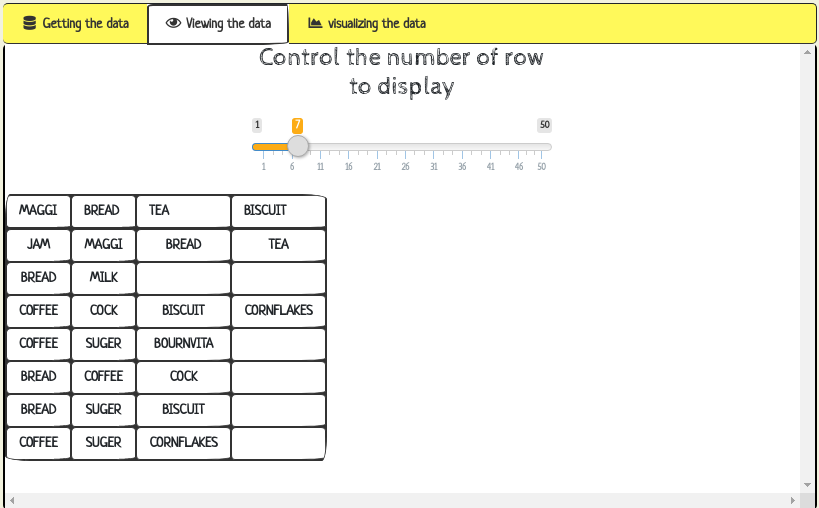 Getting the data Viewing the data visualizing the data
Control the number of row
to display
1 7 50
1 6 11 16 21 26 31 36 41 46 50
MAGGI BREAD TEA BISCUIT
JAM MAGGI BREAD TEA
BREAD MILK
COFFEE COCK BISCUIT CORNFLAKES
COFFEE SUGER BOURNVITA
BREAD COFFEE COCK
BREAD SUGER BISCUIT
COFFEE SUGER CORNFLAKES